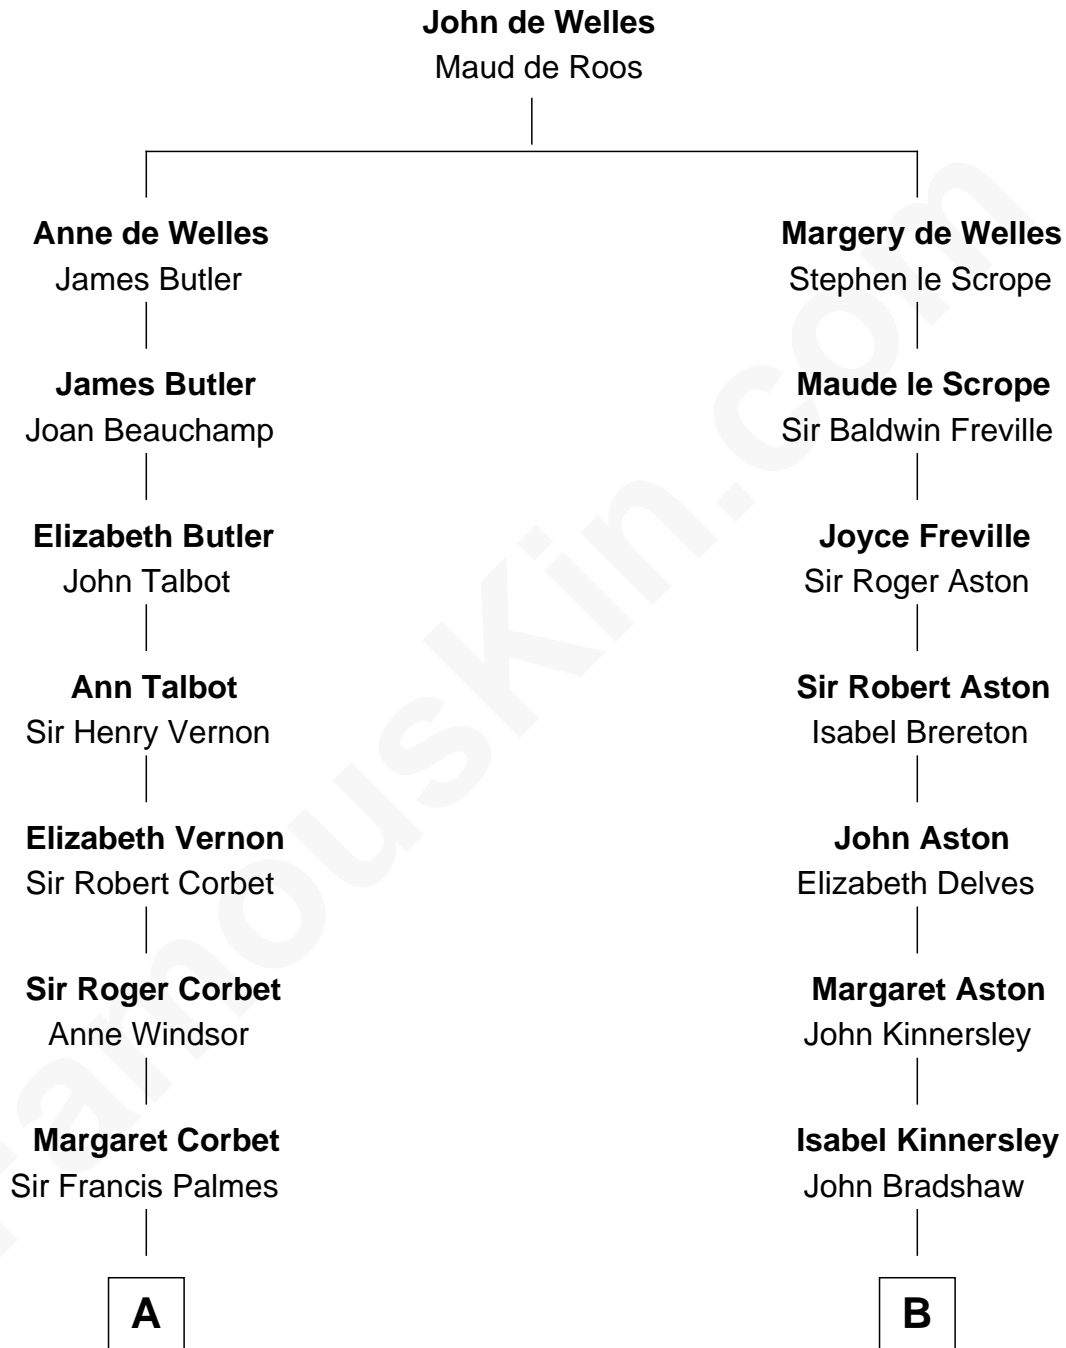 John de Welles
Maud de Roos
Anne de Welles
James Butler
Margery de Welles
Stephen le Scrope
James Butler
Joan Beauchamp
Maude le Scrope
Sir Baldwin Freville
Elizabeth Butler
John Talbot
Joyce Freville
Sir Roger Aston
Ann Talbot
Sir Henry Vernon
Sir Robert Aston
Isabel Brereton
Elizabeth Vernon
Sir Robert Corbet
John Aston
Elizabeth Delves
Sir Roger Corbet
Anne Windsor
Margaret Aston
John Kinnersley
Margaret Corbet
Sir Francis Palmes
Isabel Kinnersley
John Bradshaw
A
B
FamousKin.com